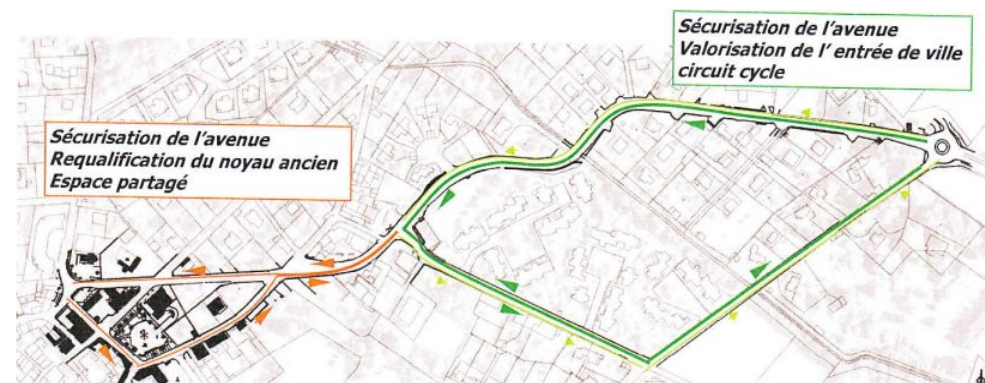 Sécurisation de l'avenue
Valorisation de l' entrée de ville
circuit cycle
Sécurisation de l'avenue
Requalification du noyau ancien
Espace partagé